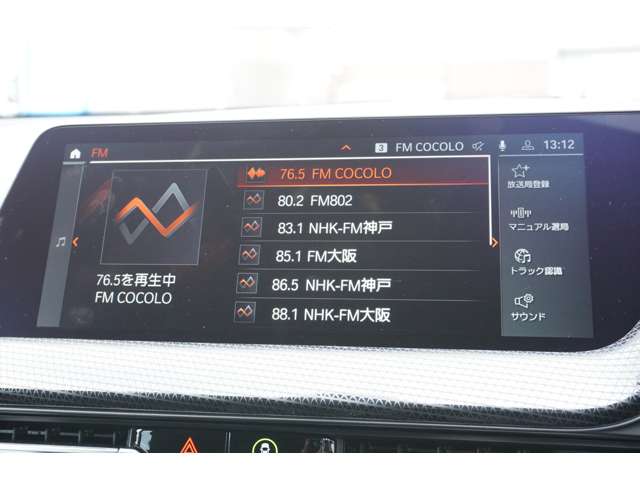 FM
3 FM COCOLO
13:12
76.5を再生中
FM COCOLO
76.5 FM COCOLO
80.2 FM802
83.1 NHK-FM神戸
85.1 FM大阪
86.5 NHK-FM神戸
88.1 NHK-FM大阪
放送局登録
マニュアル選局
トラック認識
サウンド